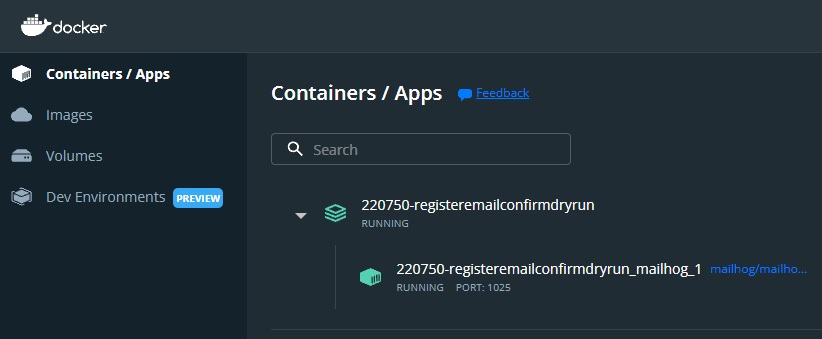 docker
Containers / Apps
Images
Volumes
Dev Environments PREVIEW
Containers / Apps Feedback
Search
220750-registeremailconfirmdryrun
RUNNING
220750-registeremailconfirmdryrun_mailhog_1 mailhog/mailho...
RUNNING PORT: 1025